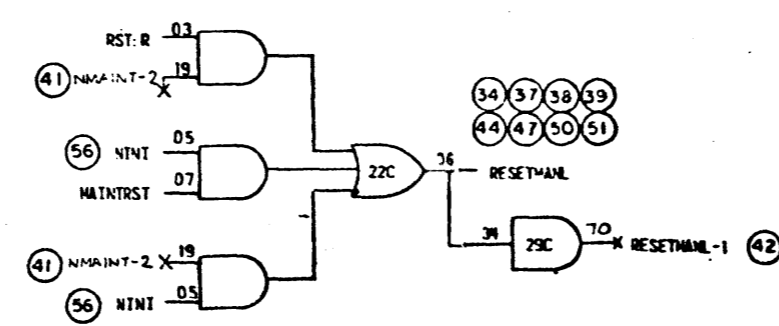 RST:R 03
41 NMAINT-2 19
34 37 38 39
44 47 50 51
56 NINT 05
MAINTRST 07
22C 36 RESETMANL
34 29C 70 RESETMANL-1 42
41 NMAINT-2 19
56 NINT 05